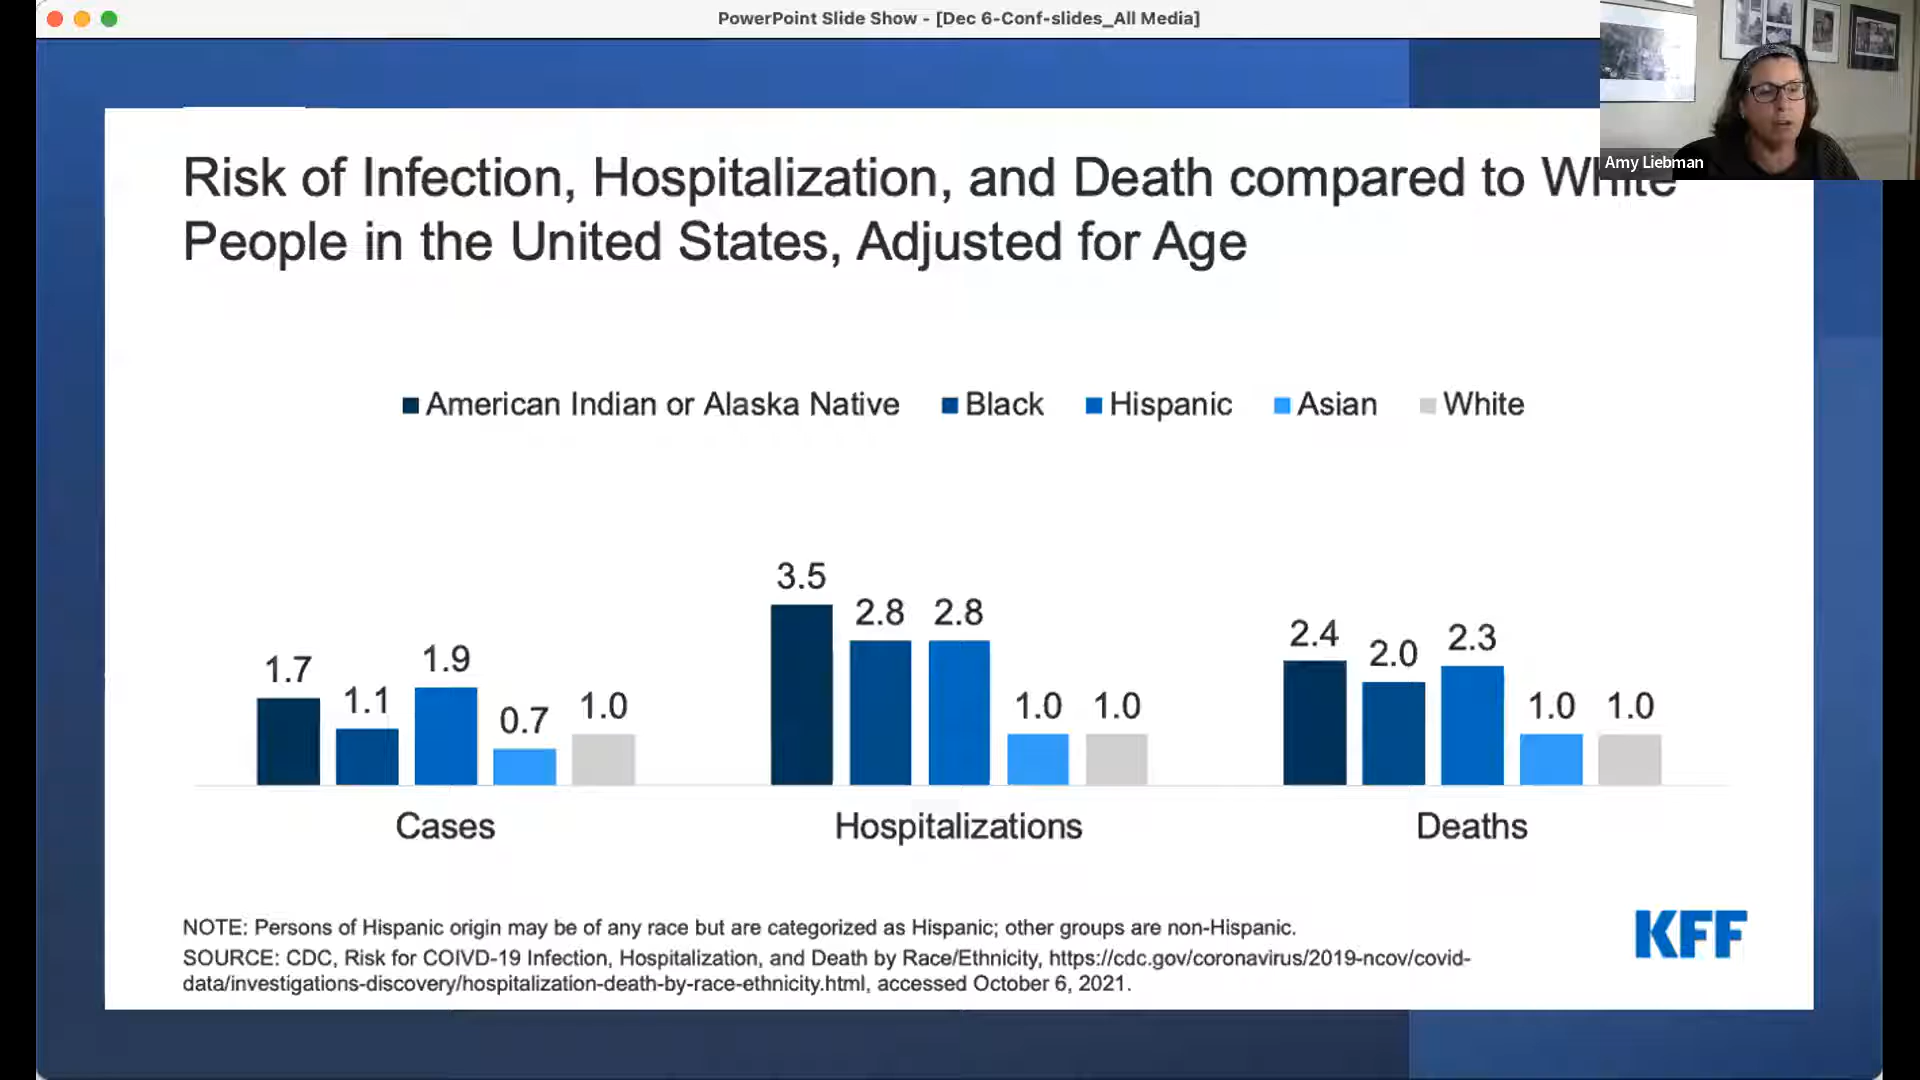 PowerPoint Slide Show - [Dec 6-Conf-slides_All Media]
Amy Liebman
Risk of Infection, Hospitalization, and Death compared to White
People in the United States, Adjusted for Age
American Indian or Alaska Native Black Hispanic Asian White
1.7 1.1 1.9 0.7 1.0
3.5 2.8 2.8 1.0 1.0
2.4 2.0 2.3 1.0 1.0
Cases Hospitalizations Deaths
NOTE: Persons of Hispanic origin may be of any race but are categorized as Hispanic; other groups are non-Hispanic.
SOURCE: CDC, Risk for COIVD-19 Infection, Hospitalization, and Death by Race/Ethnicity, https://cdc.gov/coronavirus/2019-ncov/covid-
data/investigations-discovery/hospitalization-death-by-race-ethnicity.html, accessed October 6, 2021.
KFF